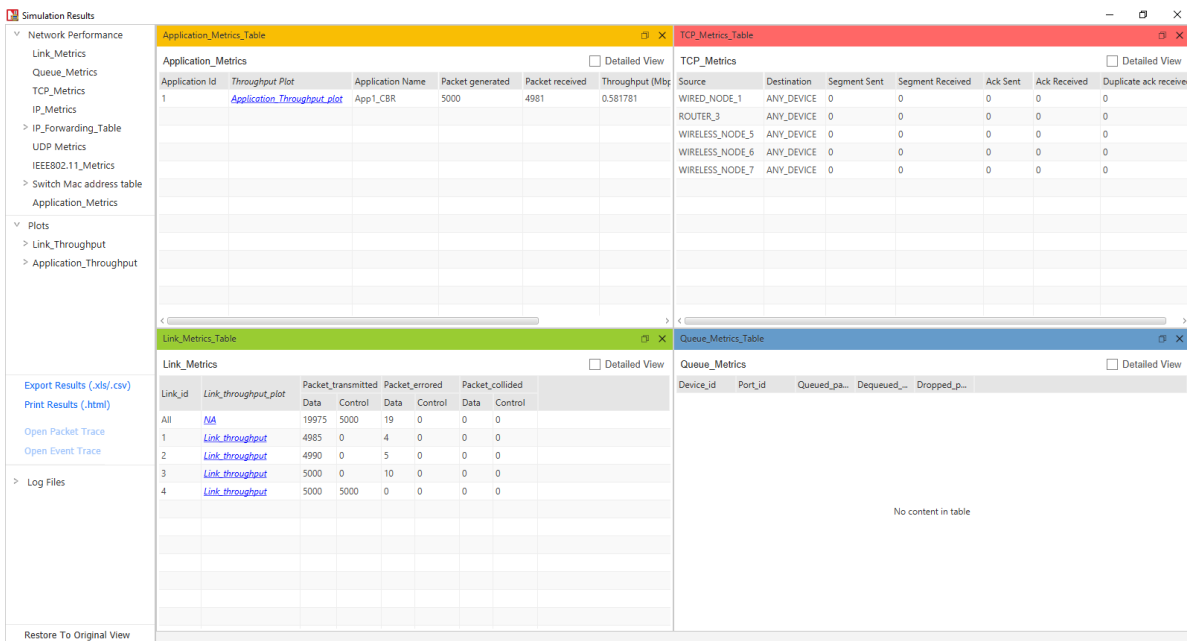 Simulation Results
Network Performance
Link_Metrics
Queue_Metrics
TCP_Metrics
IP_Metrics
IP_Forwarding_Table
UDP Metrics
IEEE802.11_Metrics
Switch Mac address table
Application_Metrics
Plots
Link_Throughput
Application_Throughput
Export Results (.xls/.csv)
Print Results (.html)
Open Packet Trace
Open Event Trace
Log Files
Restore To Original View
Application_Metrics_Table
Application_Metrics Detailed View
Application Id Throughput Plot Application Name Packet generated Packet received Throughput (Mbp
1 Application_Throughput_plot App1_CBR 5000 4981 0.581781
TCP_Metrics_Table
TCP_Metrics Detailed View
Source Destination Segment Sent Segment Received Ack Sent Ack Received Duplicate ack received
WIRED_NODE_1 ANY_DEVICE 0 0 0 0 0
ROUTER_3 ANY_DEVICE 0 0 0 0 0
WIRELESS_NODE_5 ANY_DEVICE 0 0 0 0 0
WIRELESS_NODE_6 ANY_DEVICE 0 0 0 0 0
WIRELESS_NODE_7 ANY_DEVICE 0 0 0 0 0
Link_Metrics_Table
Link_Metrics Detailed View
Link_id Link_throughput_plot Packet_transmitted Packet_errored Packet_collided
Data Control Data Control Data Control
All NA 19975 5000 19 0 0 0
1 Link_throughput 4985 0 4 0 0 0
2 Link_throughput 4990 0 5 0 0 0
3 Link_throughput 5000 0 10 0 0 0
4 Link_throughput 5000 5000 0 0 0 0
Queue_Metrics_Table
Queue_Metrics Detailed View
Device_id Port_id Queued_pa... Dequeued_... Dropped_p...
No content in table